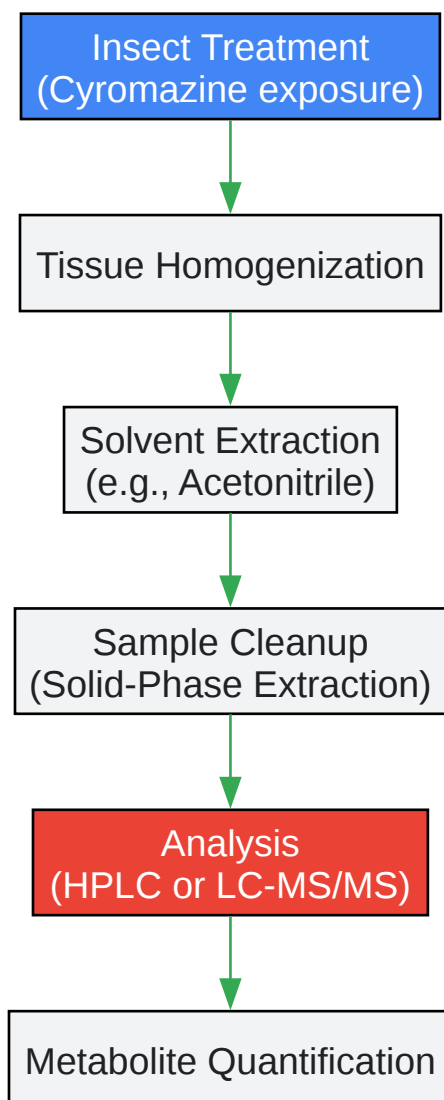 Insect Treatment
(Cyromazine exposure)
Tissue Homogenization
Solvent Extraction
(e.g., Acetonitrile)
Sample Cleanup
(Solid-Phase Extraction)
Analysis
(HPLC or LC-MS/MS)
Metabolite Quantification